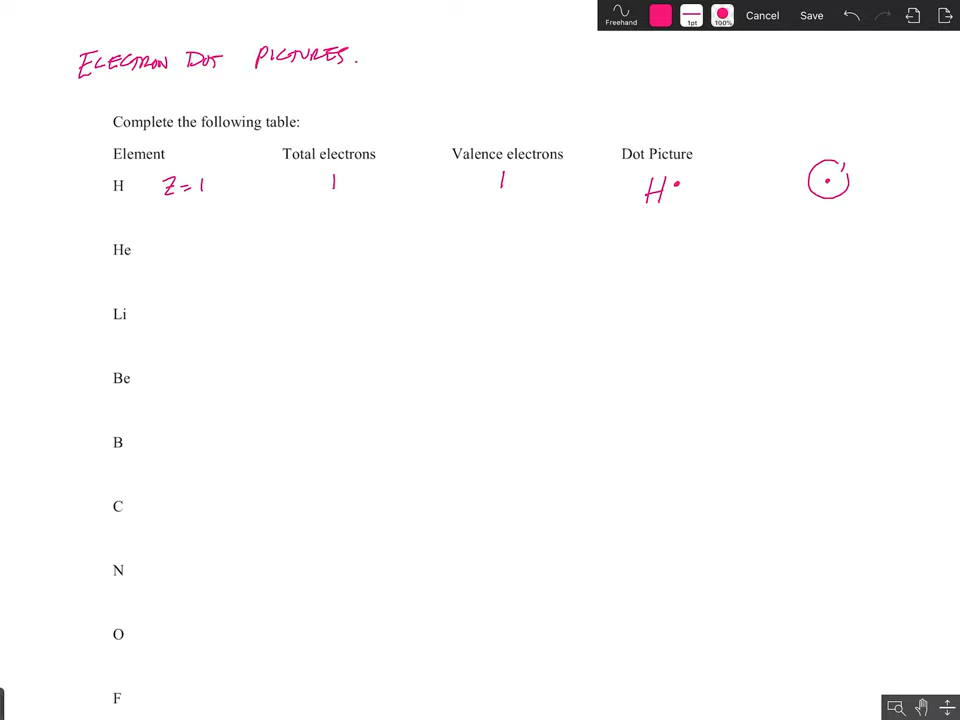 Freehand
1pt
100%
Cancel
Save
ELECTRON DOT PICTURES.
Complete the following table:
Element Total electrons Valence electrons Dot Picture
H Z = 1 1 1 H• 1
He
Li
Be
B
C
N
O
F